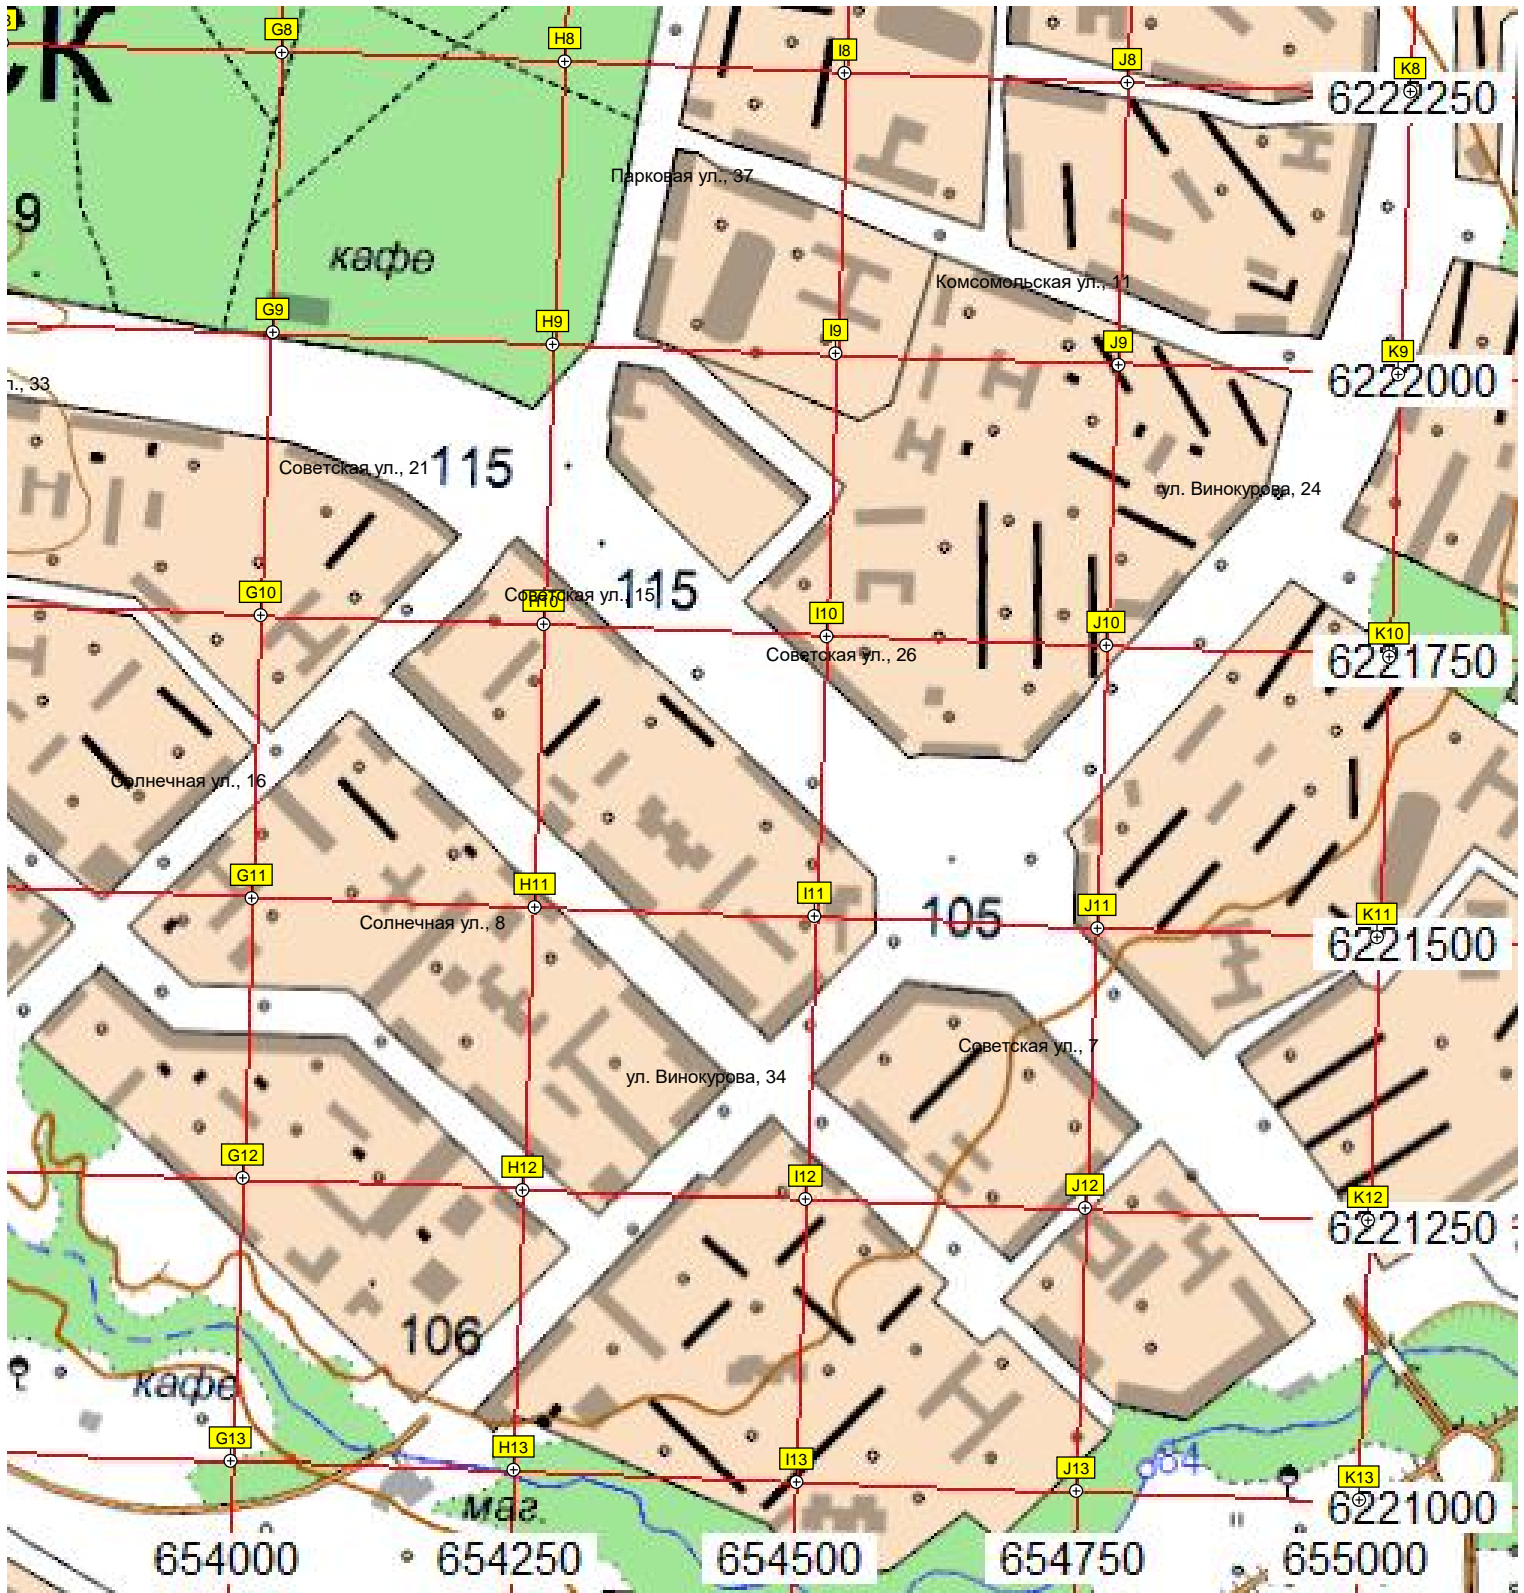 G8
H8
I8
J8
K8
ск
6222250
Парковая ул., 37
9
кафе
Комсомольская ул., 11
G9
H9
I9
J9
K9
6222000
л., 33
Советская ул., 21
115
ул. Винокурова, 24
G10
Советская ул., 15
H10
115
I10
J10
K10
Советская ул., 26
6221750
Солнечная ул., 16
G11
H11
I11
J11
K11
Солнечная ул., 8
105
6221500
Советская ул., 7
ул. Винокурова, 34
G12
H12
I12
J12
K12
6221250
106
кафе
G13
H13
I13
J13
K13
маг.
6221000
654000
654250
654500
654750
655000